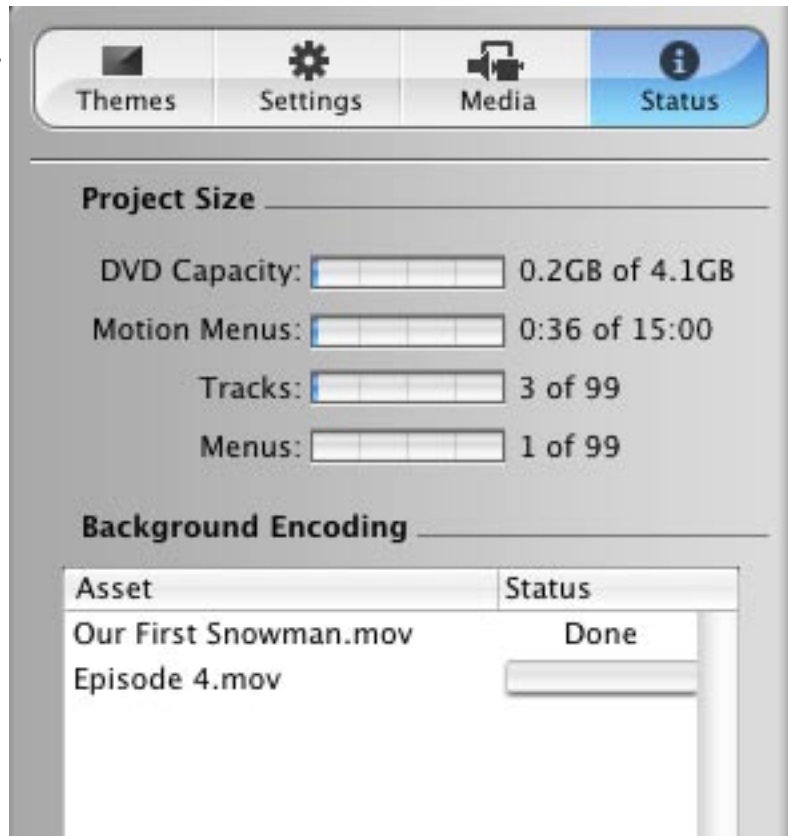 Themes Settings Media Status
Project Size
DVD Capacity: 0.2GB of 4.1GB
Motion Menus: 0:36 of 15:00
Tracks: 3 of 99
Menus: 1 of 99
Background Encoding
Asset Status
Our First Snowman.mov Done
Episode 4.mov